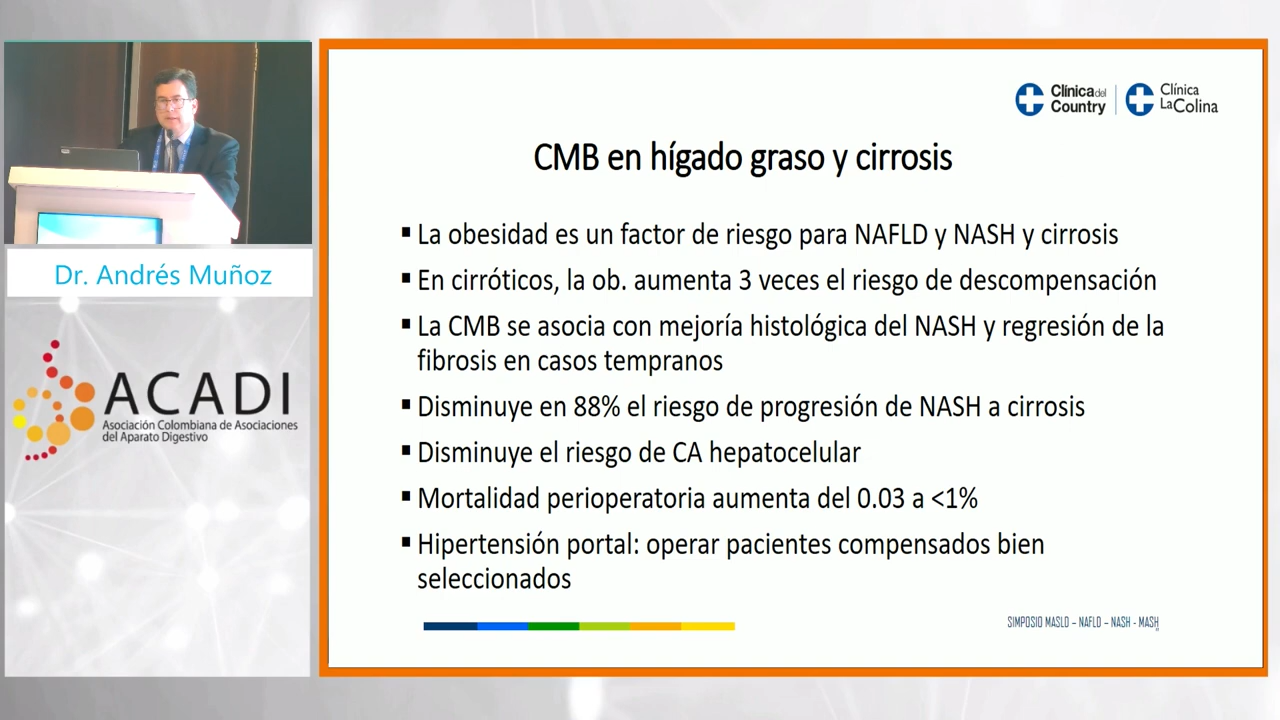 Clínica del
Country
Clínica
La Colina
CMB en hígado graso y cirrosis
▪ La obesidad es un factor de riesgo para NAFLD y NASH y cirrosis
▪ En cirróticos, la ob. aumenta 3 veces el riesgo de descompensación
▪ La CMB se asocia con mejoría histológica del NASH y regresión de la
fibrosis en casos tempranos
▪ Disminuye en 88% el riesgo de progresión de NASH a cirrosis
▪ Disminuye el riesgo de CA hepatocelular
▪ Mortalidad perioperatoria aumenta del 0.03 a <1%
▪ Hipertensión portal: operar pacientes compensados bien
seleccionados
SIMPOSIO MASLD – NAFLD – NASH - MASH
Dr. Andrés Muñoz
ACADI
Asociación Colombiana de Asociaciones
del Aparato Digestivo